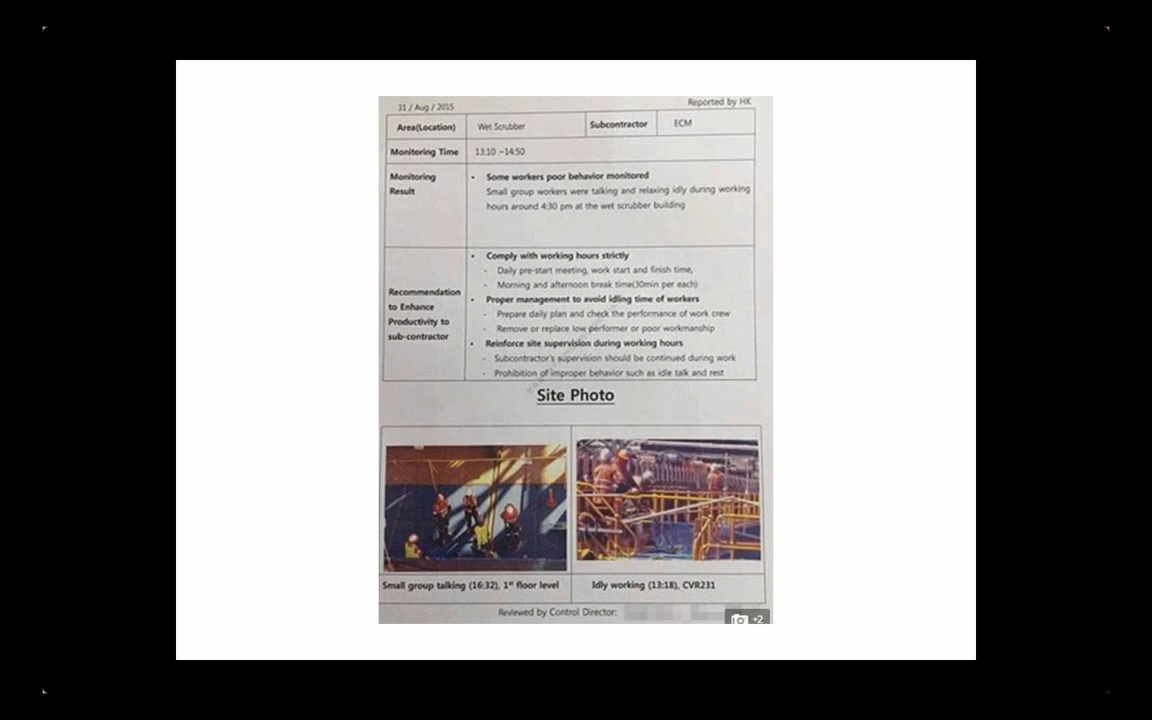 31 / Aug / 2015 Reported by HK
Area(Location) Wet Scrubber Subcontractor ECM
Monitoring Time 13:10 ~14:50
Monitoring Result
• Some workers poor behavior monitored
Small group workers were talking and relaxing idly during working
hours around 4:30 pm at the wet scrubber building
Recommendation
to Enhance
Productivity to
sub-contractor
• Comply with working hours strictly
- Daily pre-start meeting, work start and finish time,
- Morning and afternoon break time(30min per each)
• Proper management to avoid idling time of workers
- Prepare daily plan and check the performance of work crew
- Remove or replace low performer or poor workmanship
• Reinforce site supervision during working hours
- Subcontractor's supervision should be continued during work
- Prohibition of improper behavior such as idle talk and rest
Site Photo
Small group talking (16:32), 1st floor level
Idly working (13:18), CVR231
Reviewed by Control Director:
+2